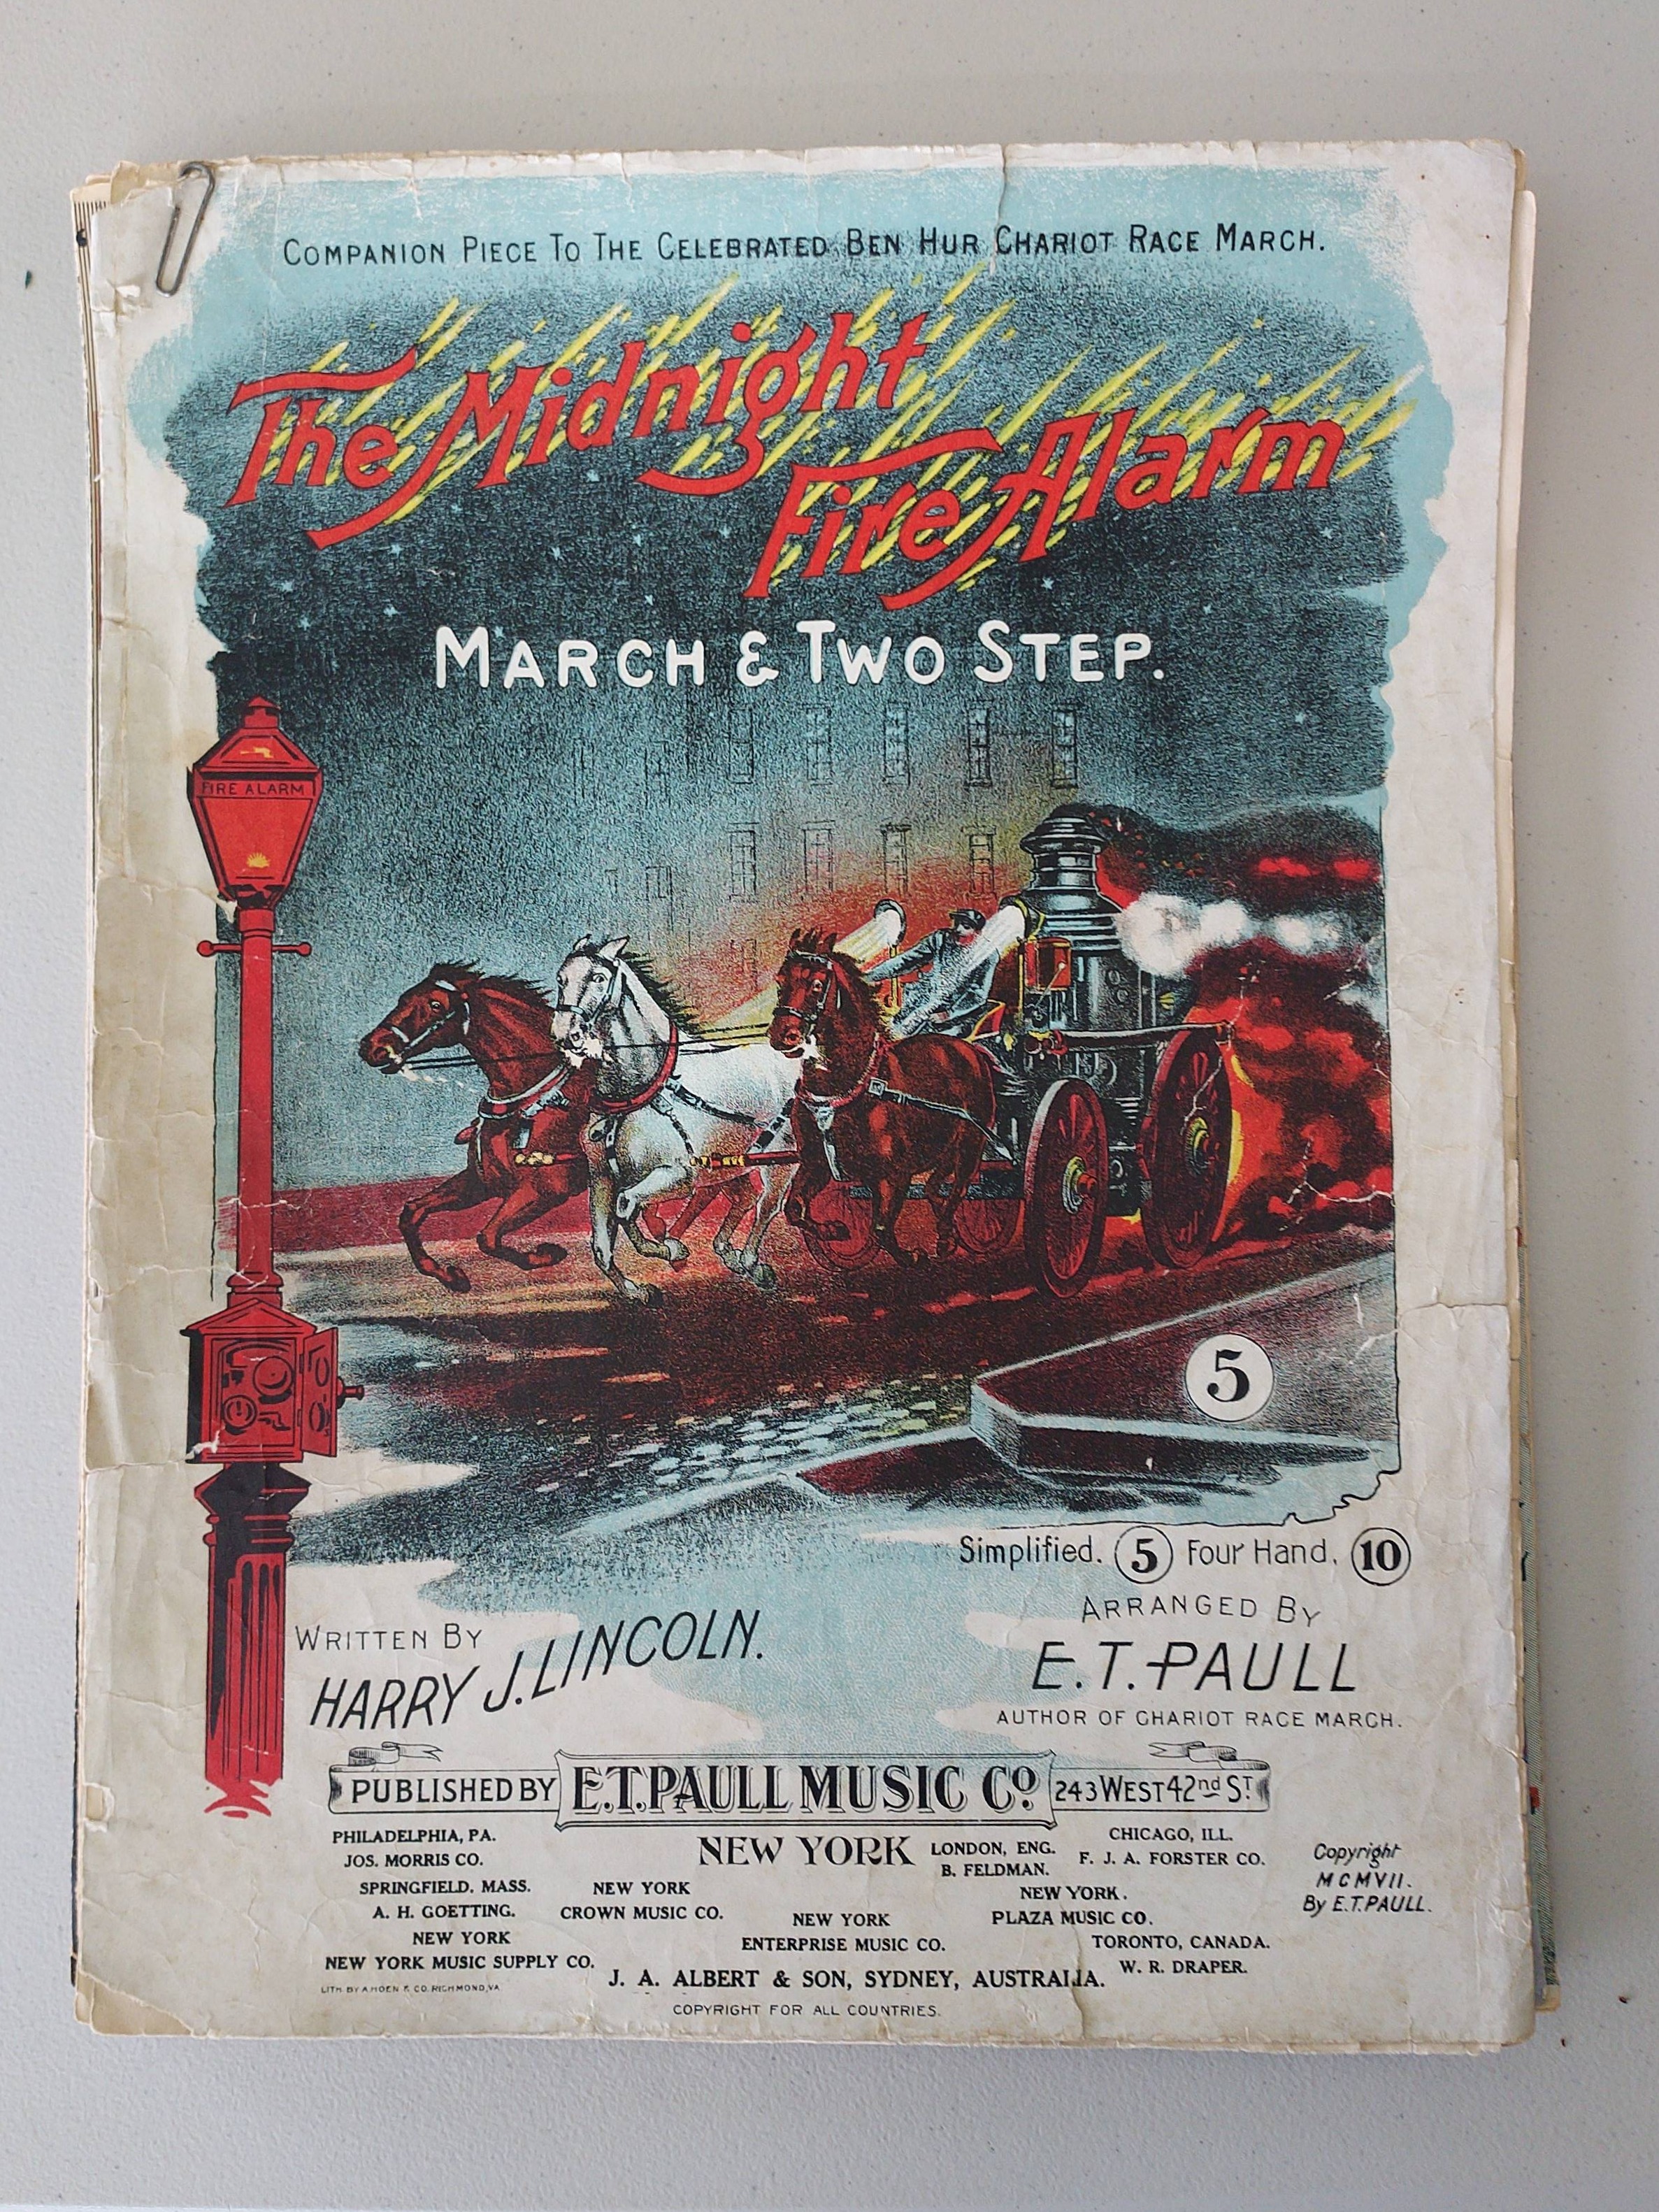 COMPANION PIECE TO THE CELEBRATED BEN HUR CHARIOT RACE MARCH.
The Midnight
Fire Alarm
MARCH & TWO STEP.
FIRE ALARM
5
Simplified. 5 Four Hand. 10
WRITTEN BY
HARRY J. LINCOLN.
ARRANGED BY
E.T. PAULL
AUTHOR OF CHARIOT RACE MARCH.
PUBLISHED BY E.T. PAULL MUSIC CO. 243 WEST 42nd ST.
NEW YORK
PHILADELPHIA, PA.
JOS. MORRIS CO.
SPRINGFIELD. MASS.
A. H. GOETTING.
NEW YORK
NEW YORK MUSIC SUPPLY CO.
NEW YORK
CROWN MUSIC CO.
NEW YORK
ENTERPRISE MUSIC CO.
LONDON, ENG.
B. FELDMAN.
NEW YORK.
PLAZA MUSIC CO.
CHICAGO, ILL.
F. J. A. FORSTER CO.
TORONTO, CANADA.
W. R. DRAPER.
J. A. ALBERT & SON, SYDNEY, AUSTRALIA.
Copyright
MCMVII.
By E.T. PAULL.
LITH. BY A. HOEN & CO. RICHMOND, VA.
COPYRIGHT FOR ALL COUNTRIES.